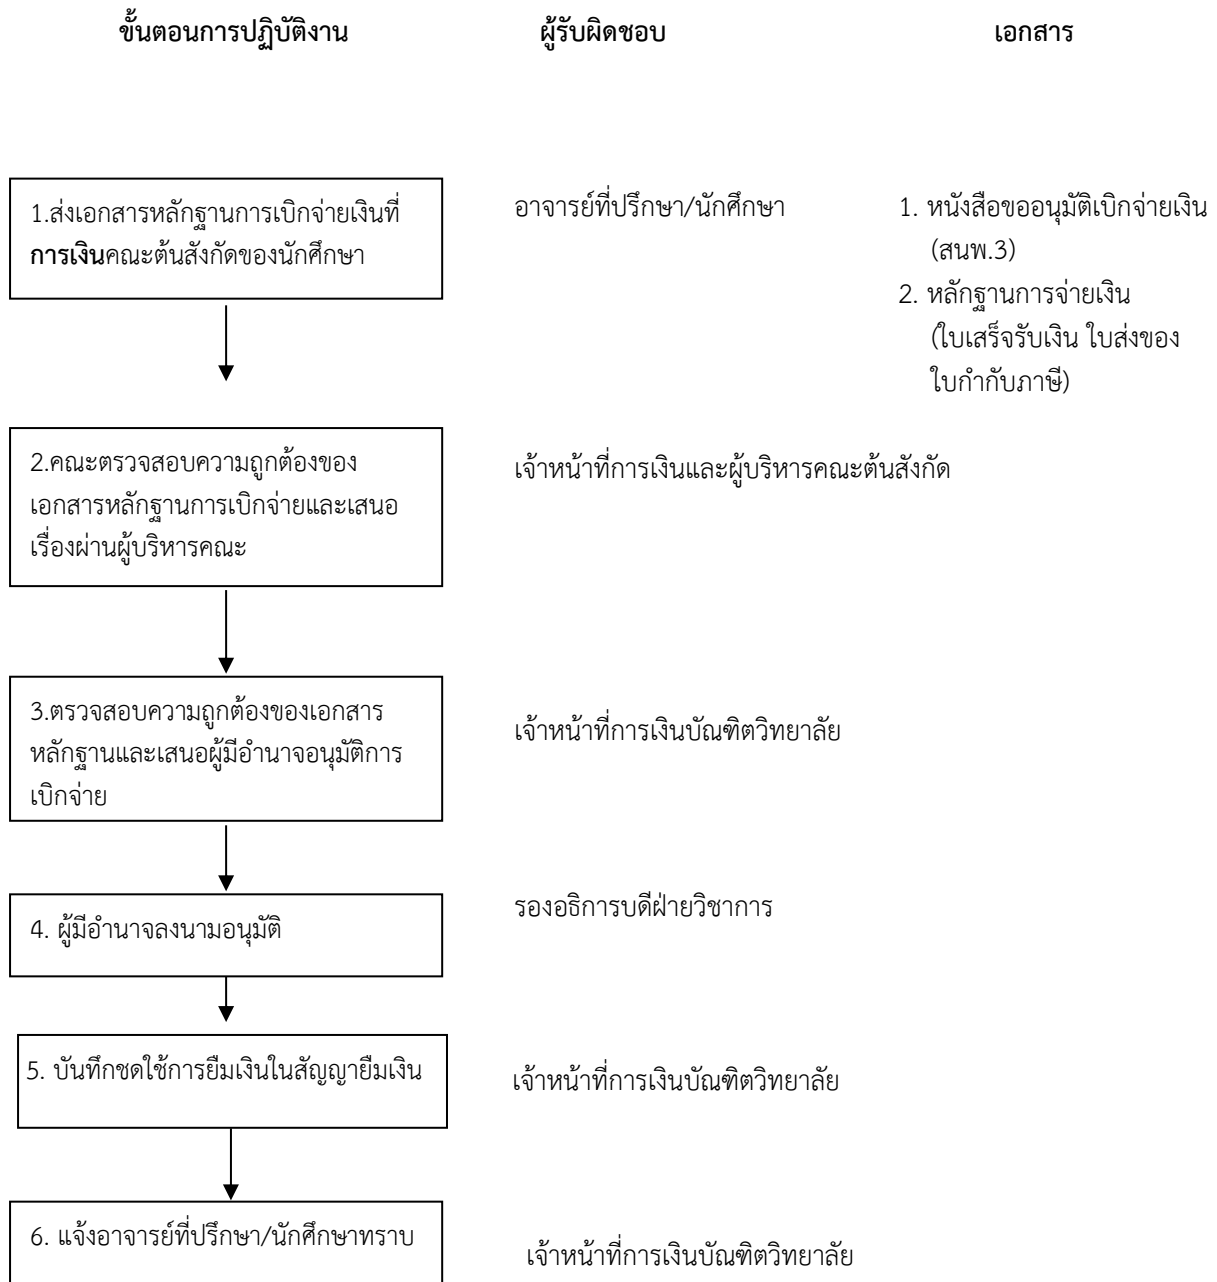 ขั้นตอนการปฏิบัติงาน ผู้รับผิดชอบ เอกสาร
1.ส่งเอกสารหลักฐานการเบิกจ่ายเงินที่
การเงินคณะต้นสังกัดของนักศึกษา
อาจารย์ที่ปรึกษา/นักศึกษา
1. หนังสือขออนุมัติเบิกจ่ายเงิน
(สนพ.3)
2. หลักฐานการจ่ายเงิน
(ใบเสร็จรับเงิน ใบส่งของ
ใบกำกับภาษี)
2.คณะตรวจสอบความถูกต้องของ
เอกสารหลักฐานการเบิกจ่ายและเสนอ
เรื่องผ่านผู้บริหารคณะ
เจ้าหน้าที่การเงินและผู้บริหารคณะต้นสังกัด
3.ตรวจสอบความถูกต้องของเอกสาร
หลักฐานและเสนอผู้มีอำนาจอนุมัติการ
เบิกจ่าย
เจ้าหน้าที่การเงินบัณฑิตวิทยาลัย
4. ผู้มีอำนาจลงนามอนุมัติ
รองอธิการบดีฝ่ายวิชาการ
5. บันทึกชดใช้การยืมเงินในสัญญายืมเงิน
เจ้าหน้าที่การเงินบัณฑิตวิทยาลัย
6. แจ้งอาจารย์ที่ปรึกษา/นักศึกษาทราบ
เจ้าหน้าที่การเงินบัณฑิตวิทยาลัย